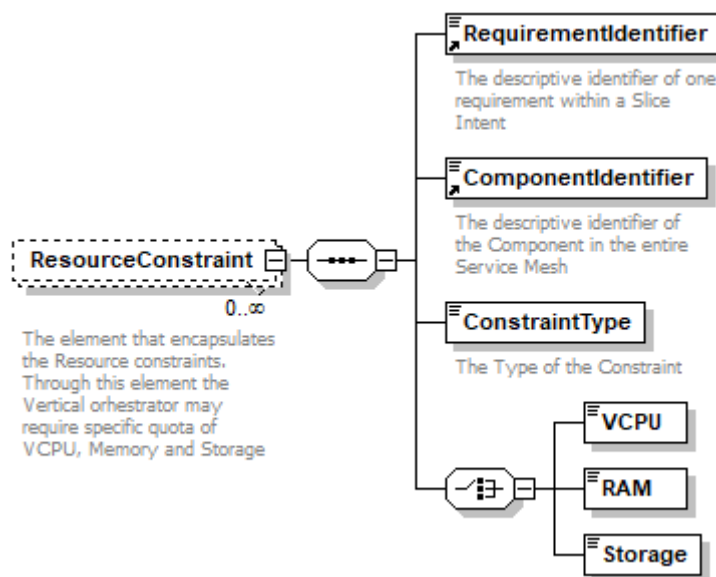 RequirementIdentifier
The descriptive identifier of one
requirement within a Slice
Intent
ComponentIdentifier
The descriptive identifier of
the Component in the entire
Service Mesh
ResourceConstraint
0..∞
The element that encapsulates
the Resource constraints.
Through this element the
Vertical orhestrator may
require specific quota of
VCPU, Memory and Storage
ConstraintType
The Type of the Constraint
VCPU
RAM
Storage